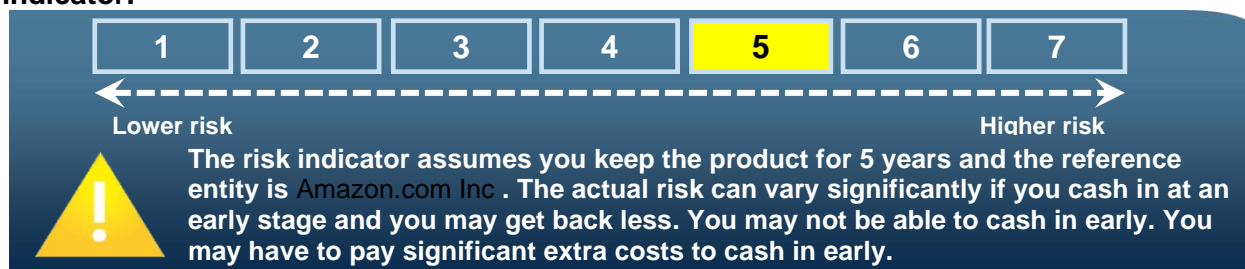 indicator:
1 2 3 4 5 6 7
Lower risk Higher risk
The risk indicator assumes you keep the product for 5 years and the reference
entity is Amazon.com Inc . The actual risk can vary significantly if you cash in at an
early stage and you may get back less. You may not be able to cash in early. You
may have to pay significant extra costs to cash in early.